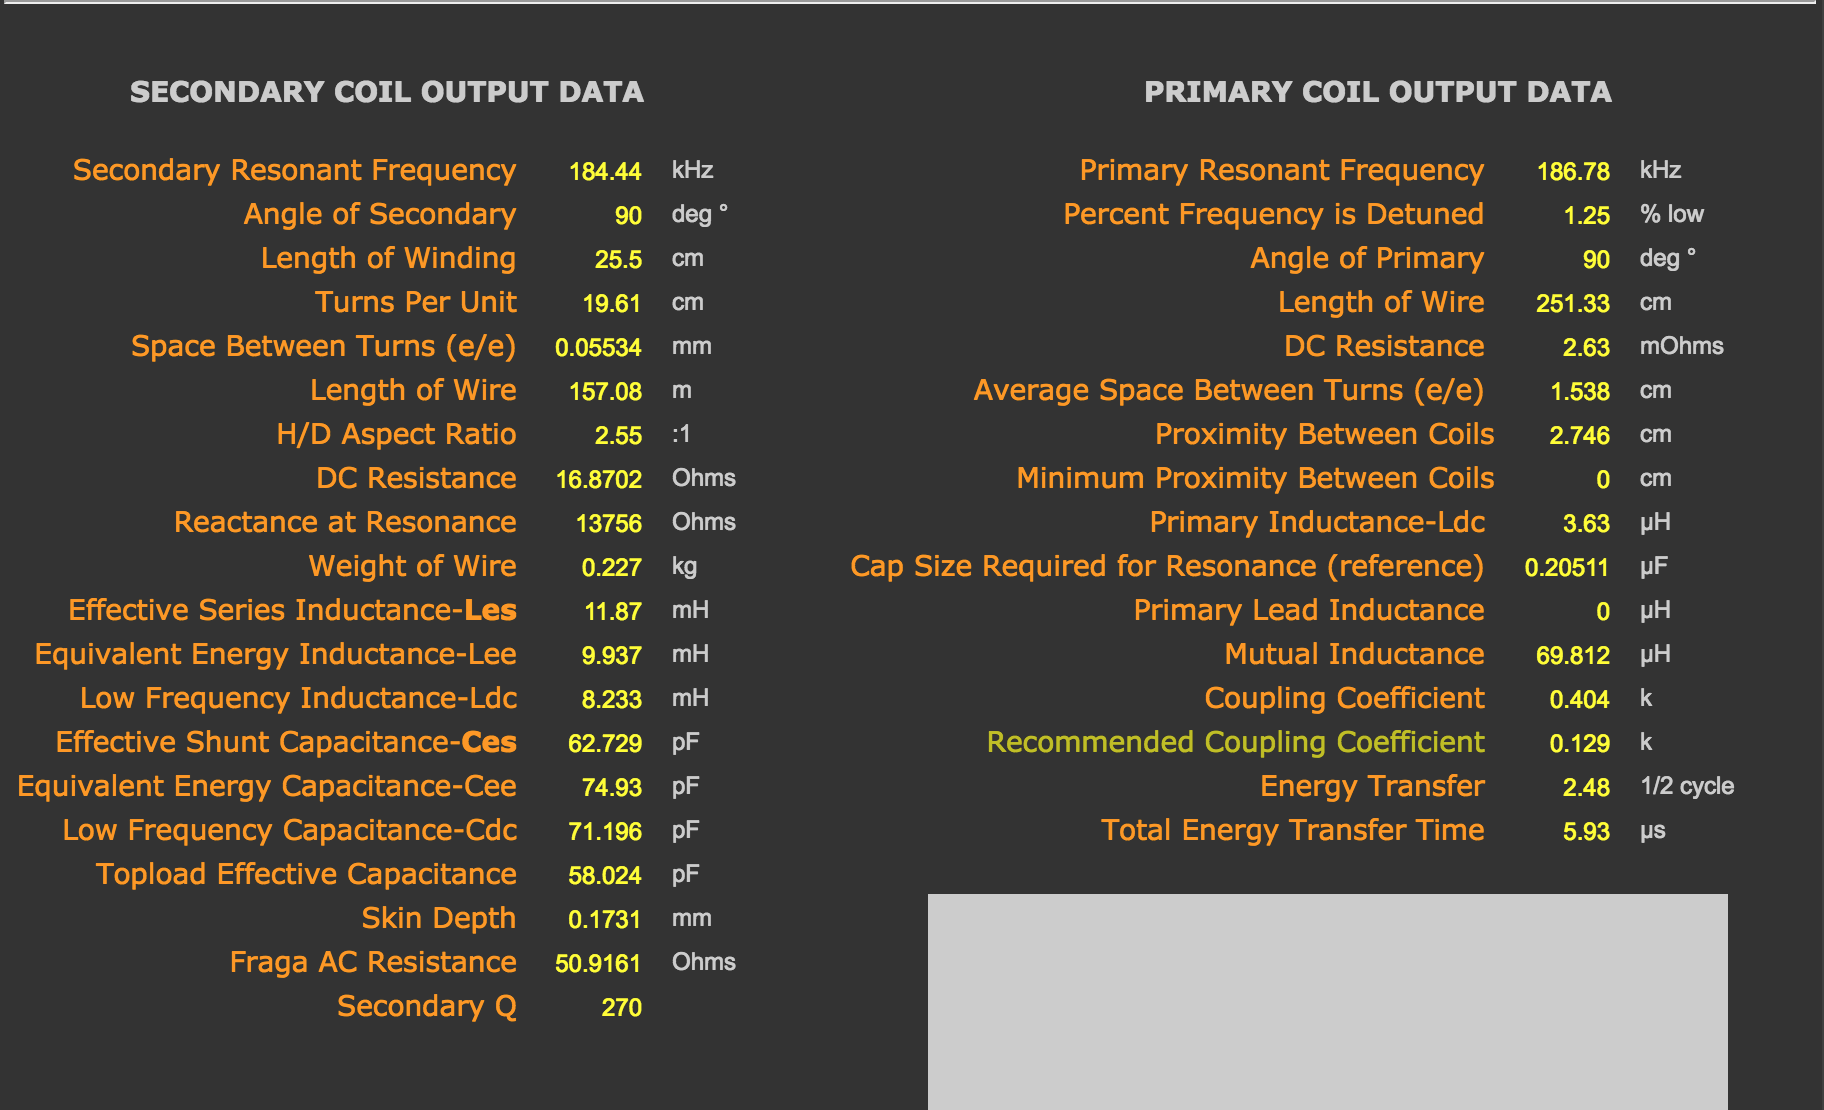 SECONDARY COIL OUTPUT DATA
Secondary Resonant Frequency 184.44 kHz
Angle of Secondary 90 deg °
Length of Winding 25.5 cm
Turns Per Unit 19.61 cm
Space Between Turns (e/e) 0.05534 mm
Length of Wire 157.08 m
H/D Aspect Ratio 2.55 :1
DC Resistance 16.8702 Ohms
Reactance at Resonance 13756 Ohms
Weight of Wire 0.227 kg
Effective Series Inductance-Les 11.87 mH
Equivalent Energy Inductance-Lee 9.937 mH
Low Frequency Inductance-Ldc 8.233 mH
Effective Shunt Capacitance-Ces 62.729 pF
Equivalent Energy Capacitance-Cee 74.93 pF
Low Frequency Capacitance-Cdc 71.196 pF
Topload Effective Capacitance 58.024 pF
Skin Depth 0.1731 mm
Fraga AC Resistance 50.9161 Ohms
Secondary Q 270
PRIMARY COIL OUTPUT DATA
Primary Resonant Frequency 186.78 kHz
Percent Frequency is Detuned 1.25 % low
Angle of Primary 90 deg °
Length of Wire 251.33 cm
DC Resistance 2.63 mOhms
Average Space Between Turns (e/e) 1.538 cm
Proximity Between Coils 2.746 cm
Minimum Proximity Between Coils 0 cm
Primary Inductance-Ldc 3.63 µH
Cap Size Required for Resonance (reference) 0.20511 µF
Primary Lead Inductance 0 µH
Mutual Inductance 69.812 µH
Coupling Coefficient 0.404 k
Recommended Coupling Coefficient 0.129 k
Energy Transfer 2.48 1/2 cycle
Total Energy Transfer Time 5.93 µs